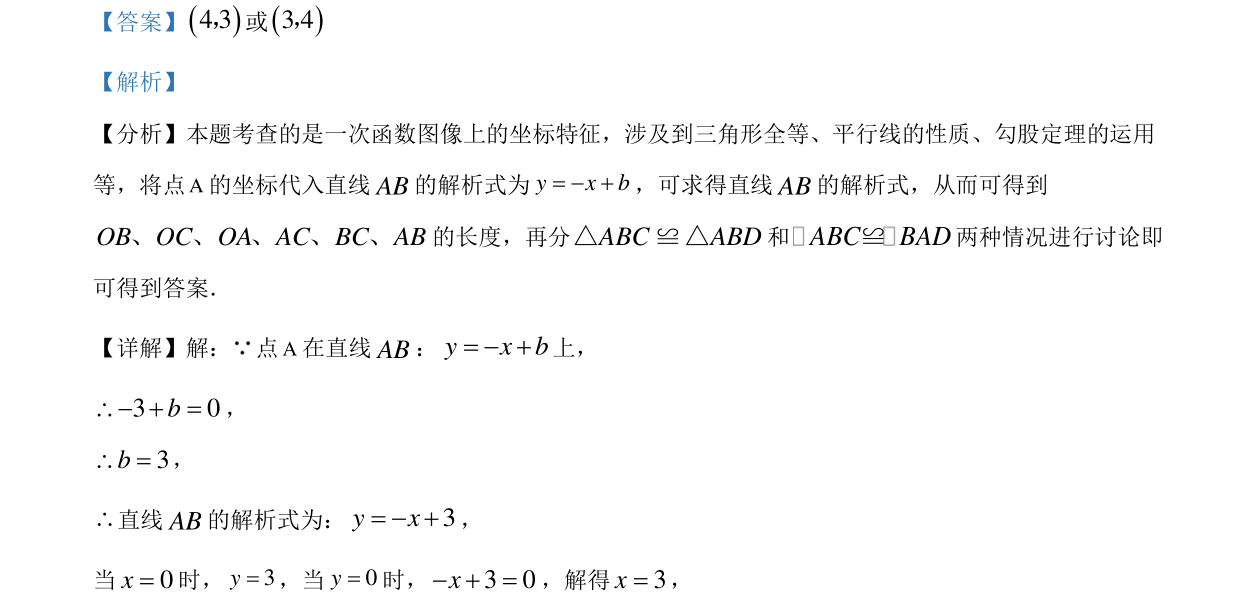 【答案】(4,3)或(3,4)
【解析】
【分析】本题考查的是一次函数图像上的坐标特征，涉及到三角形全等、平行线的性质、勾股定理的运用
等，将点A的坐标代入直线AB的解析式为y=−x+b，可求得直线AB的解析式，从而可得到
OB、OC、OA、AC、BC、AB的长度，再分△ABC≌△ABD和□ABC≌□BAD两种情况进行讨论即
可得到答案．
【详解】解：∵点A在直线AB：y=−x+b上，
∴−3+b=0，
∴b=3，
∴直线AB的解析式为：y=−x+3，
当x=0时，y=3，当y=0时，−x+3=0，解得x=3，